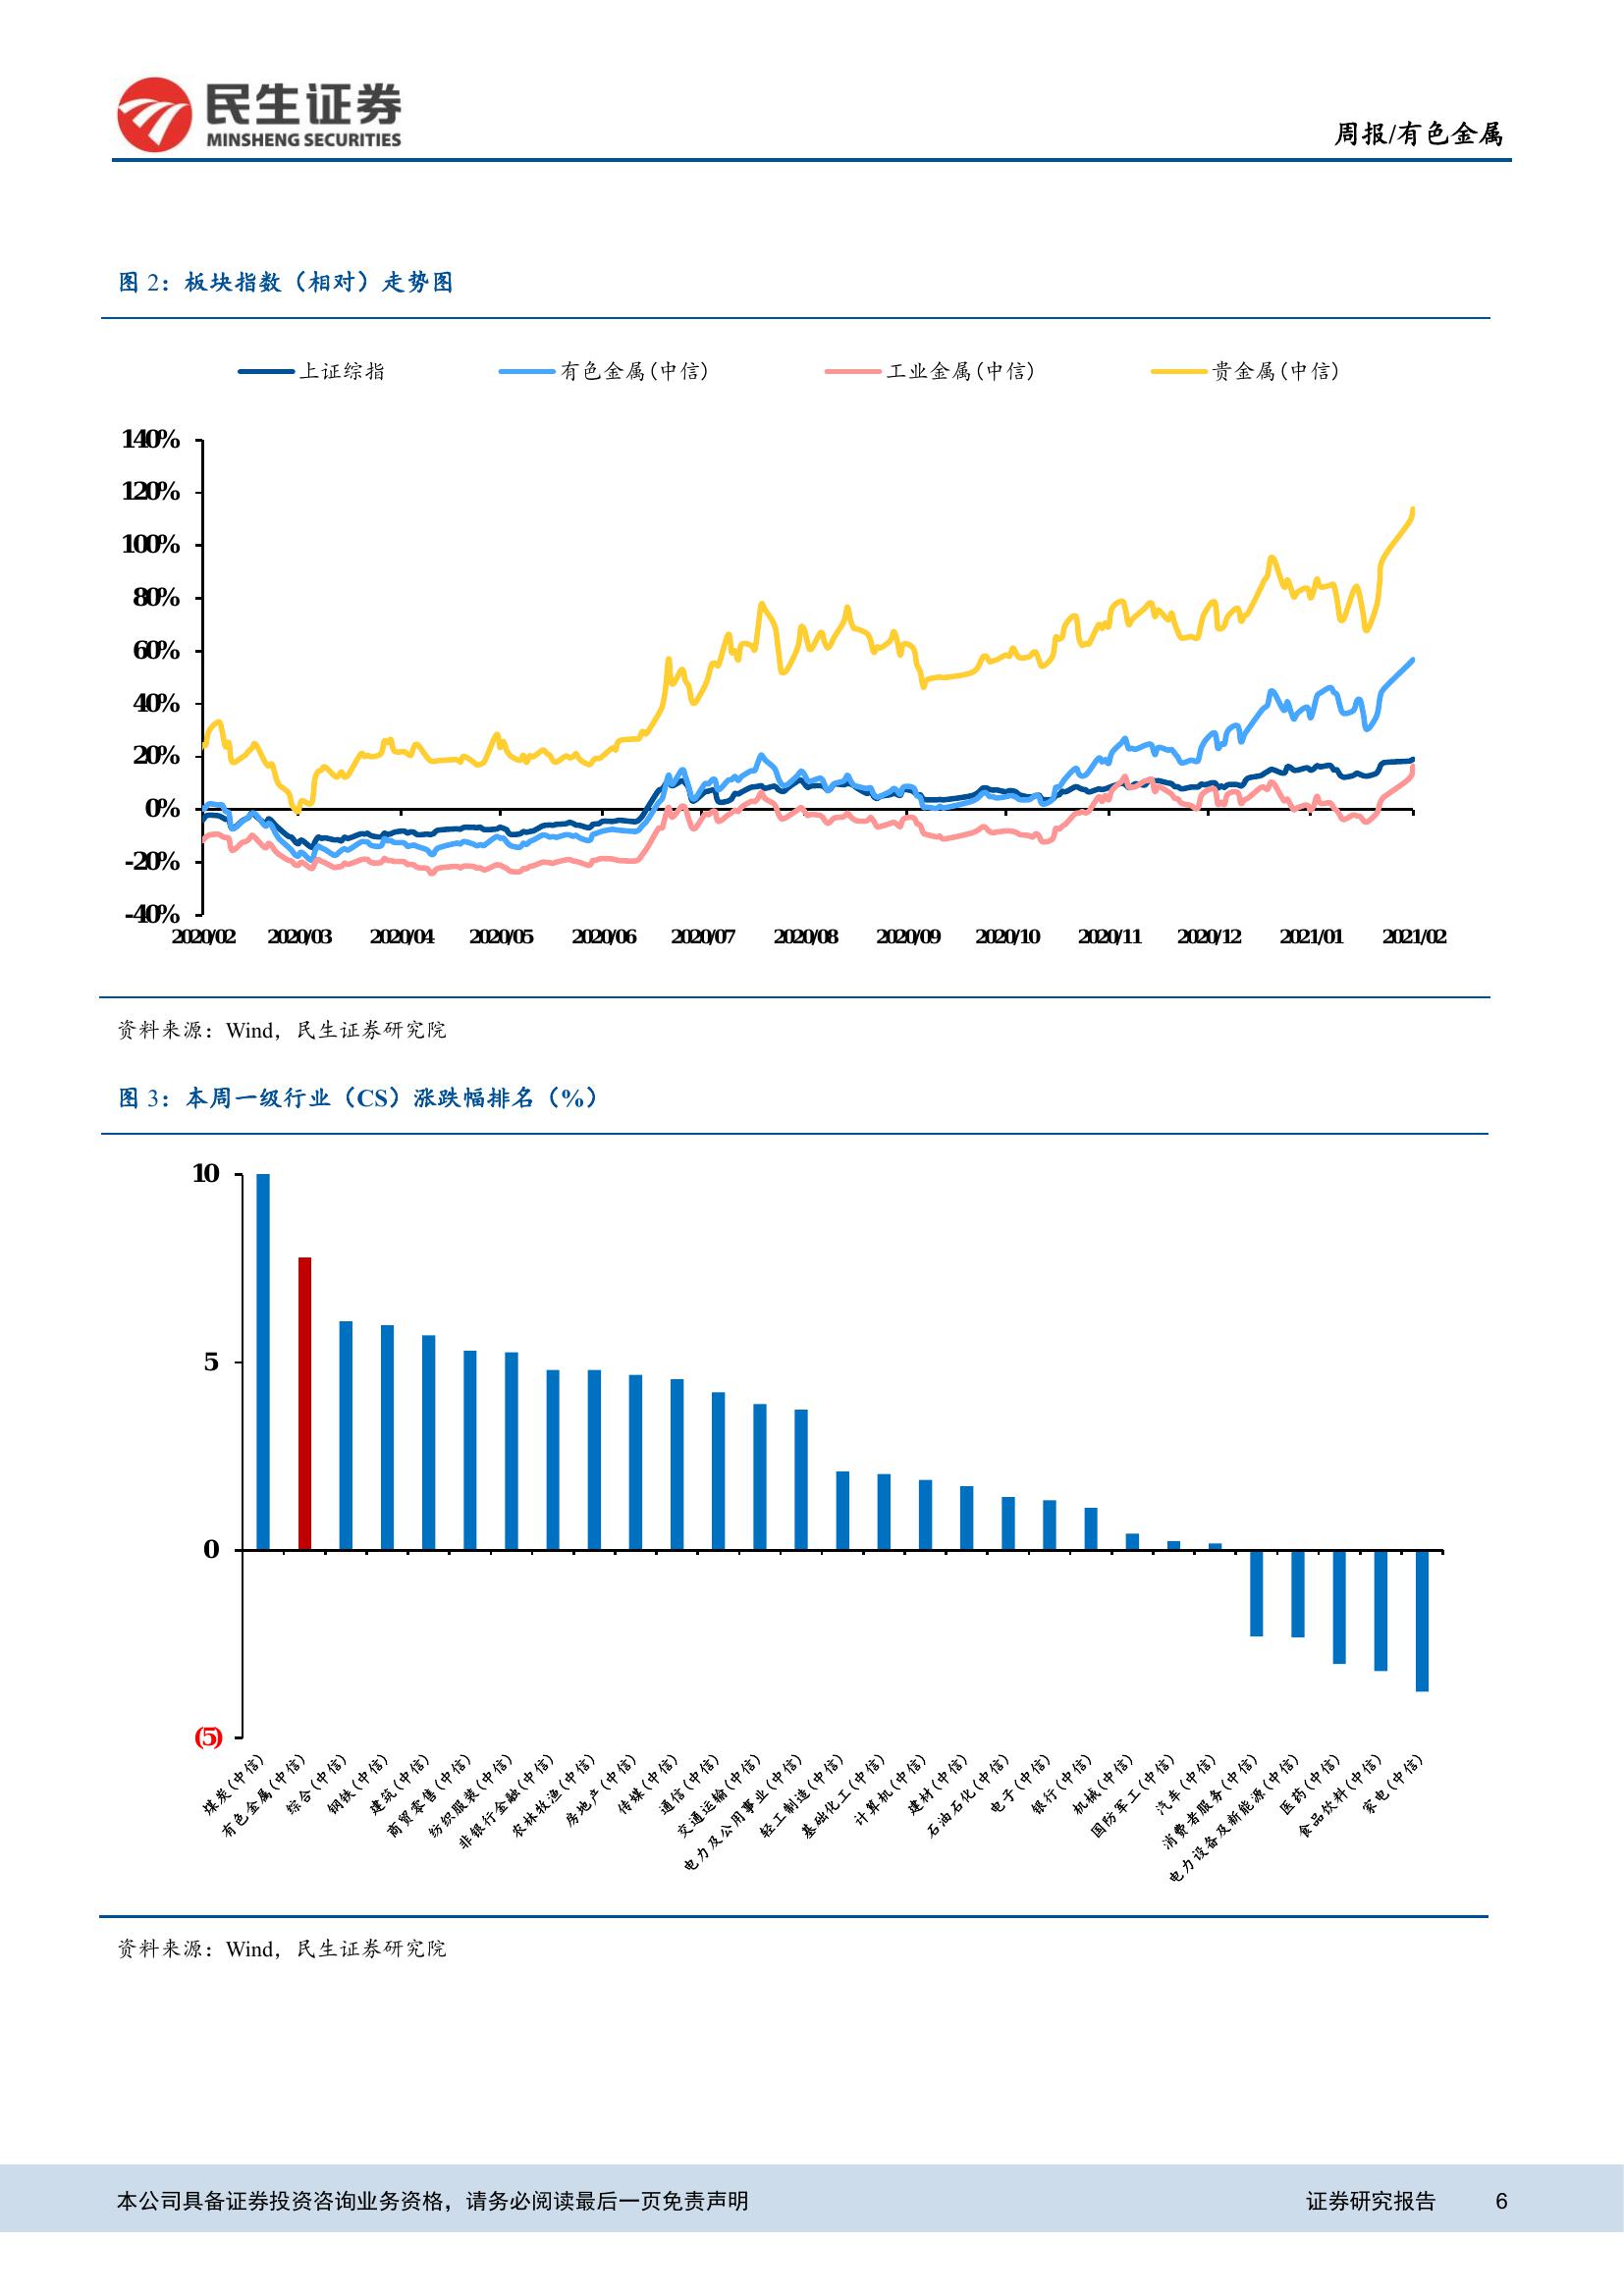 民生证券
MINSHENG SECURITIES
周报/有色金属
图 2：板块指数（相对）走势图
上证综指 有色金属(中信) 工业金属(中信) 贵金属(中信)
140%
120%
100%
80%
60%
40%
20%
0%
-20%
-40%
2020/02 2020/03 2020/04 2020/05 2020/06 2020/07 2020/08 2020/09 2020/10 2020/11 2020/12 2021/01 2021/02
资料来源：Wind，民生证券研究院
图 3：本周一级行业（CS）涨跌幅排名（%）
10
5
0
(5)
煤炭(中信)
有色金属(中信)
综合(中信)
钢铁(中信)
建筑(中信)
商贸零售(中信)
纺织服装(中信)
非银行金融(中信)
农林牧渔(中信)
房地产(中信)
传媒(中信)
通信(中信)
交通运输(中信)
电力及公用事业(中信)
轻工制造(中信)
基础化工(中信)
计算机(中信)
建材(中信)
石油石化(中信)
电子(中信)
银行(中信)
机械(中信)
国防军工(中信)
汽车(中信)
消费者服务(中信)
电力设备及新能源(中信)
医药(中信)
食品饮料(中信)
家电(中信)
资料来源：Wind，民生证券研究院
本公司具备证券投资咨询业务资格，请务必阅读最后一页免责声明 证券研究报告 6